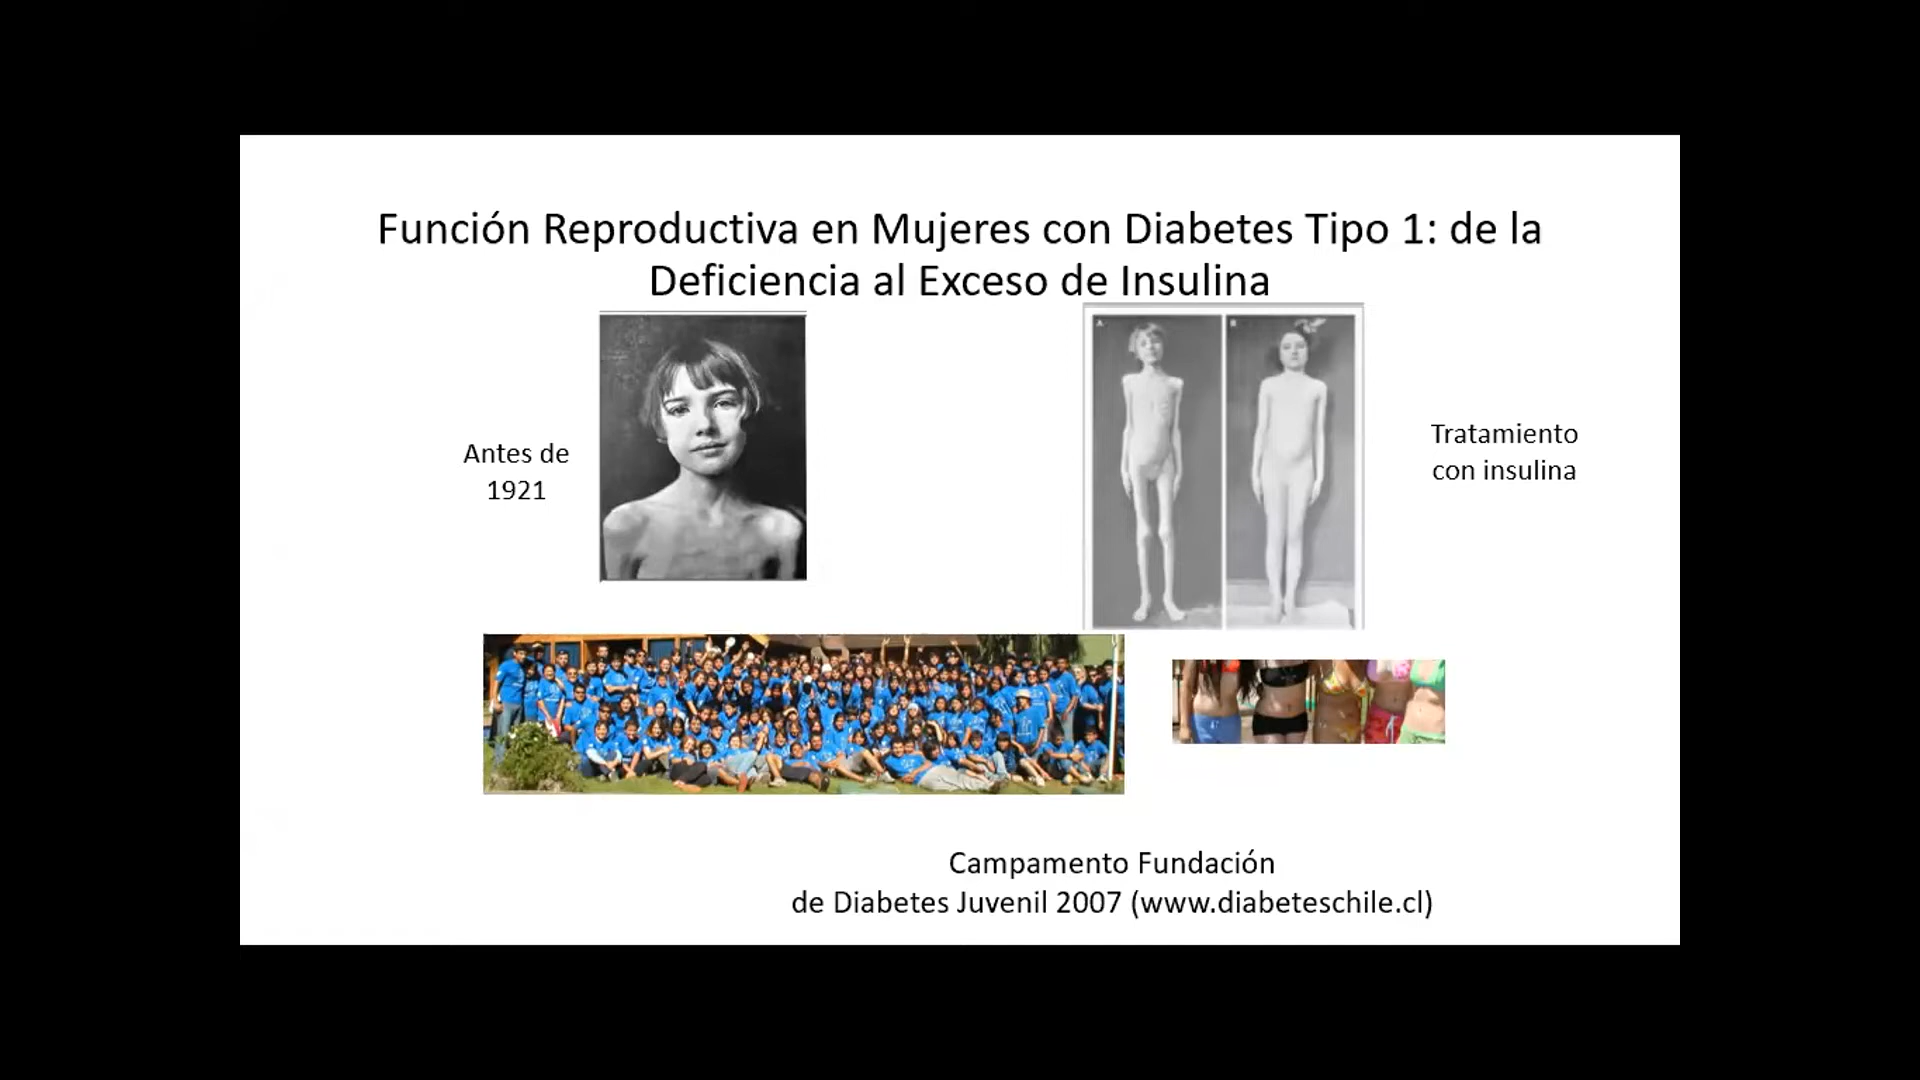 Función Reproductiva en Mujeres con Diabetes Tipo 1: de la
Deficiencia al Exceso de Insulina
Antes de
1921
A
B
Tratamiento
con insulina
Campamento Fundación
de Diabetes Juvenil 2007 (www.diabeteschile.cl)